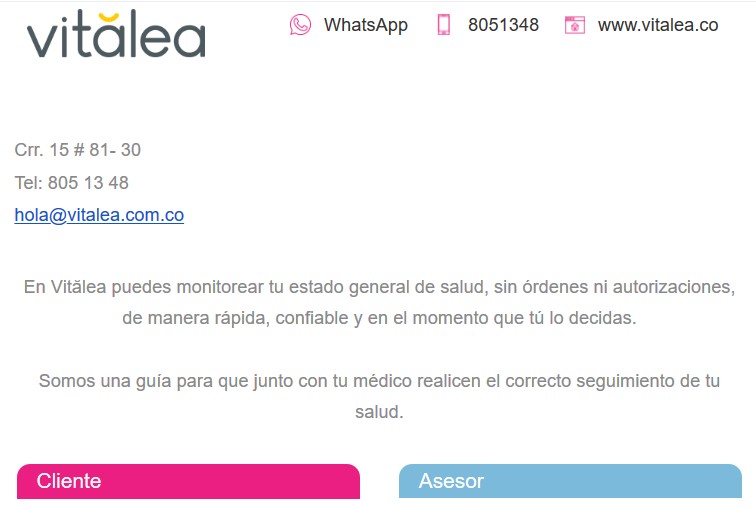 vitălea
WhatsApp 8051348 www.vitalea.co
Crr. 15 # 81- 30
Tel: 805 13 48
hola@vitalea.com.co
En Vitălea puedes monitorear tu estado general de salud, sin órdenes ni autorizaciones,
de manera rápida, confiable y en el momento que tú lo decidas.
Somos una guía para que junto con tu médico realicen el correcto seguimiento de tu
salud.
Cliente
Asesor